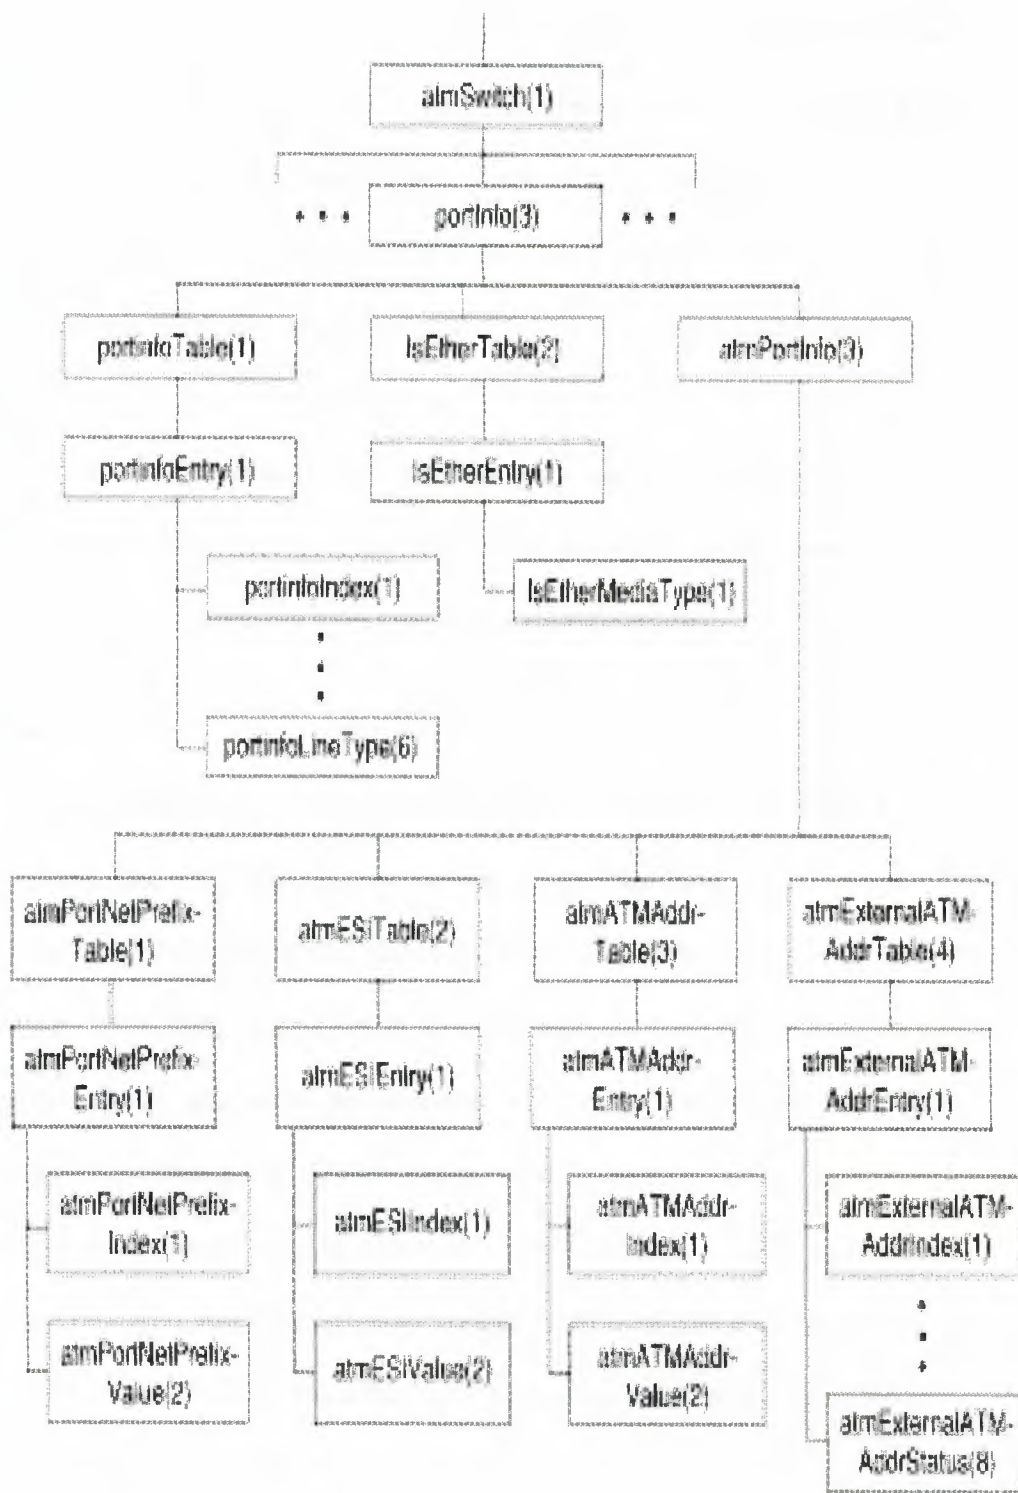 atmSwitch(1)
• • •
portInfo(3)
• • •
portInfoTable(1)
lsEtherTable(2)
atmPortInfo(3)
portInfoEntry(1)
lsEtherEntry(1)
portInfoIndex(1)
lsEtherMediaType(1)
portInfoLineType(6)
atmPortNetPrefix-
Table(1)
atmESITable(2)
atmATMAddr-
Table(3)
atmExternalATM-
AddrTable(4)
atmPortNetPrefix-
Entry(1)
atmESIEntry(1)
atmATMAddr-
Entry(1)
atmExternalATM-
AddrEntry(1)
atmPortNetPrefix-
Index(1)
atmESIIndex(1)
atmATMAddr-
Index(1)
atmExternalATM-
AddrIndex(1)
atmPortNetPrefix-
Value(2)
atmESIValue(2)
atmATMAddr-
Value(2)
atmExternalATM-
AddrStatus(8)